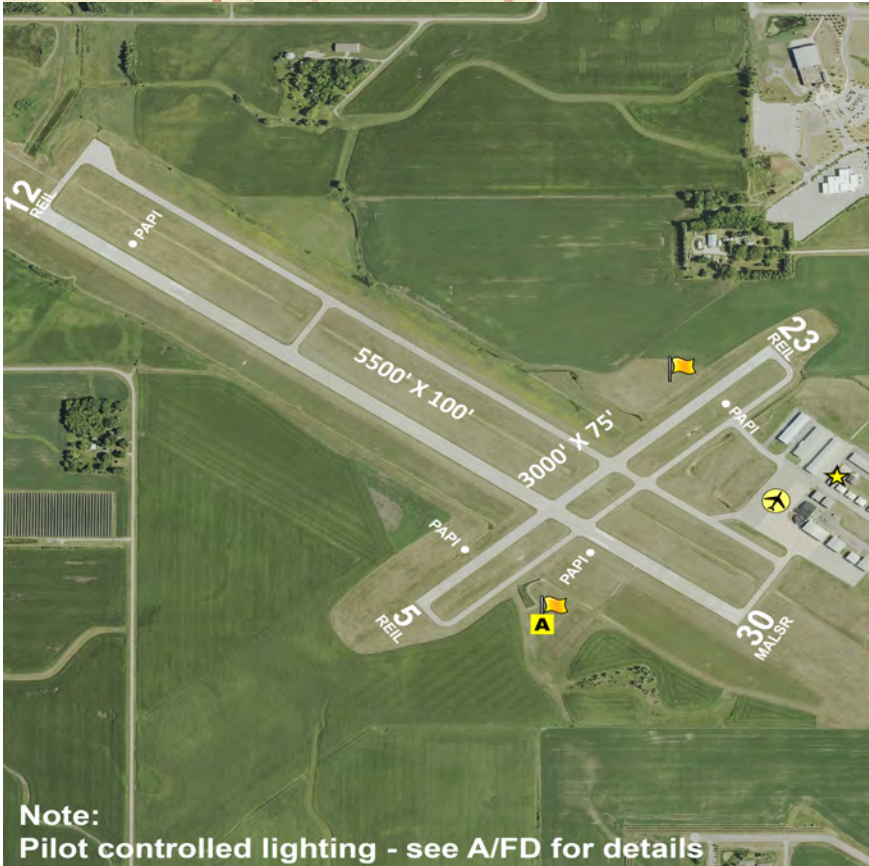 12
REIL
PAPI
23
REIL
5500' X 100'
3000' X 75'
PAPI
PAPI
PAPI
5
REIL
A
30
MALSR
Note:
Pilot controlled lighting - see A/FD for details